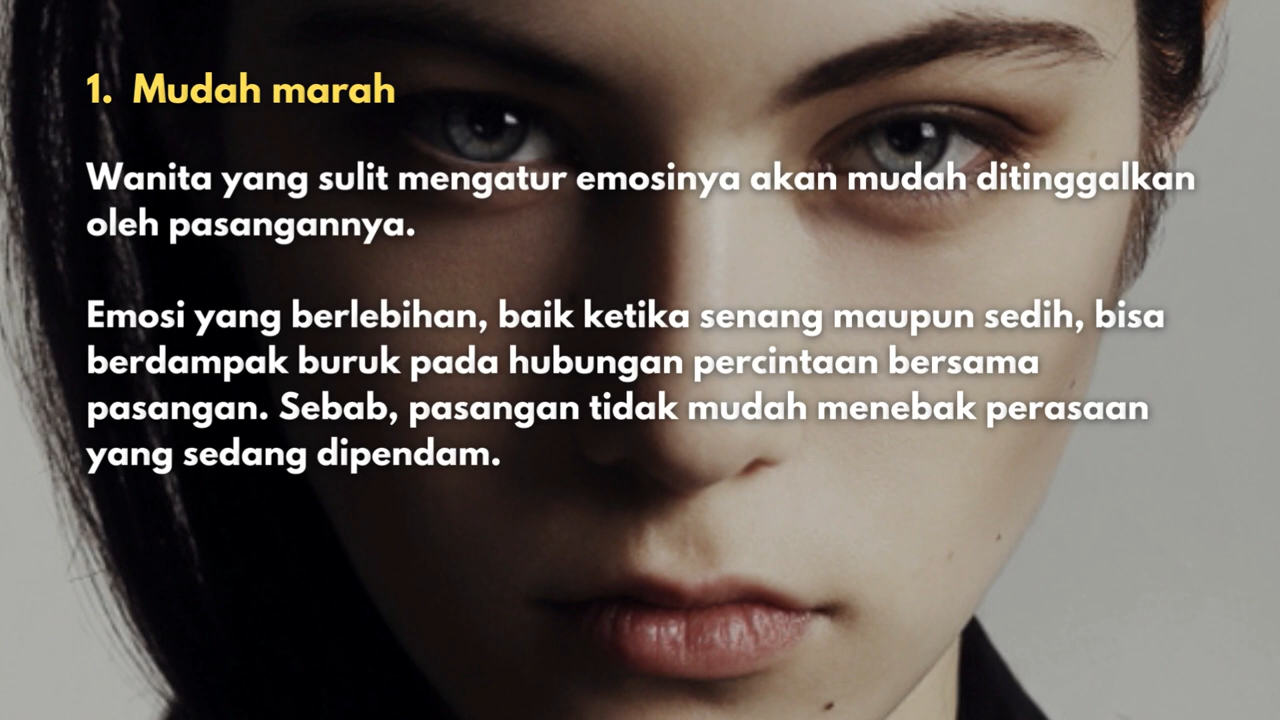 1. Mudah marah
Wanita yang sulit mengatur emosinya akan mudah ditinggalkan
oleh pasangannya.
Emosi yang berlebihan, baik ketika senang maupun sedih, bisa
berdampak buruk pada hubungan percintaan bersama
pasangan. Sebab, pasangan tidak mudah menebak perasaan
yang sedang dipendam.